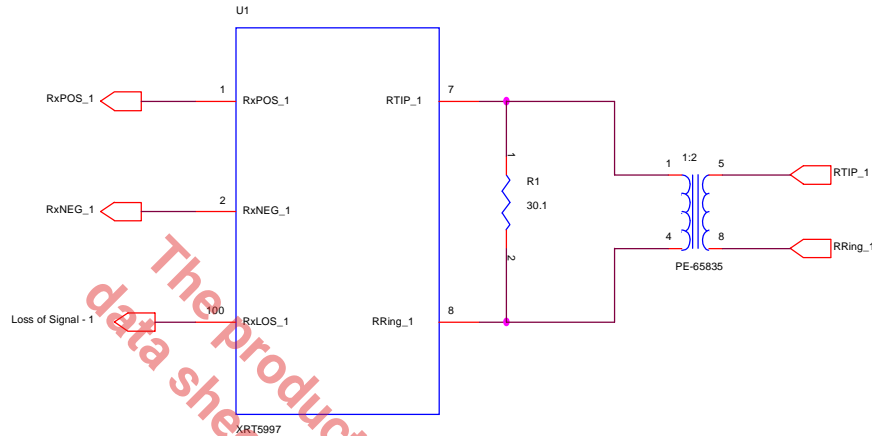 U1
RxPOS_1
1
RxPOS_1
RTIP_1
7
RxNEG_1
2
RxNEG_1
1
2
R1
30.1
1:2
1
5
4
8
PE-65835
RTIP_1
RRing_1
Loss of Signal - 1
100
RxLOS_1
RRing_1
8
XRT5997
The product
data she